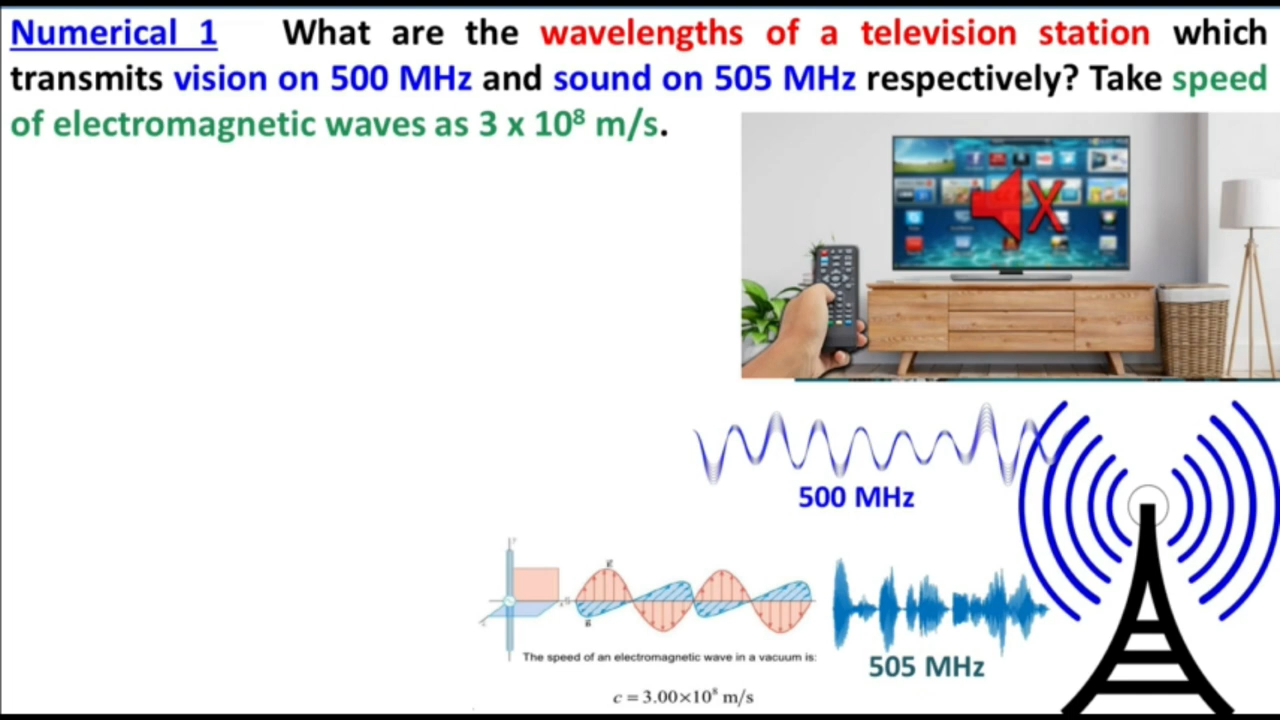 Numerical 1 What are the wavelengths of a television station which
transmits vision on 500 MHz and sound on 505 MHz respectively? Take speed
of electromagnetic waves as 3 x 10⁸ m/s.
X
500 MHz
The speed of an electromagnetic wave in a vacuum is:
505 MHz
c = 3.00×10⁸ m/s